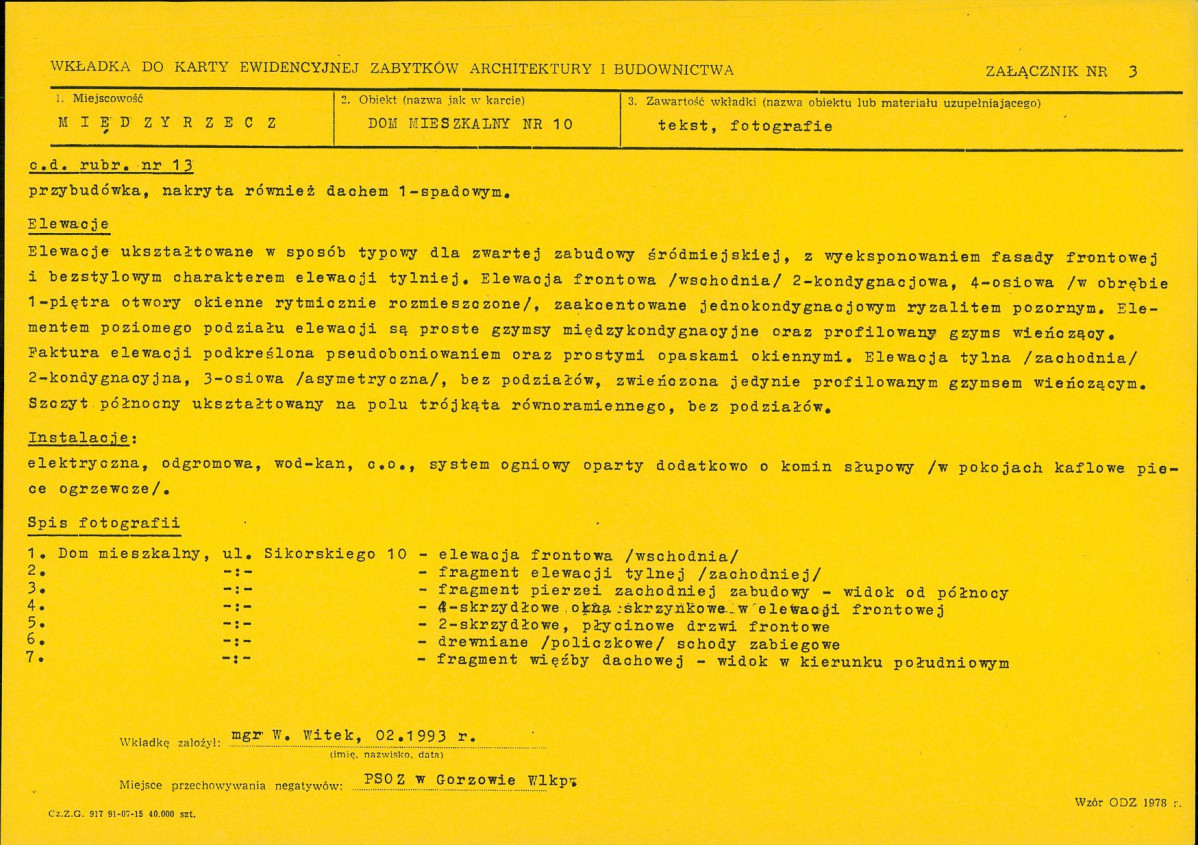 WKŁADKA DO KARTY EWIDENCYJNEJ ZABYTKÓW ARCHITEKTURY I BUDOWNICTWA
ZAŁĄCZNIK NR 3
1. Miejscowość
M I Ę D Z Y R Z E C Z
2. Obiekt (nazwa jak w karcie)
DOM MIESZKALNY NR 10
3. Zawartość wkładki (nazwa obiektu lub materiału uzupełniającego)
tekst, fotografie
c.d. rubr. nr 13
przybudówka, nakryta również dachem 1-spadowym.
Elewacje
Elewacje ukształtowane w sposób typowy dla zwartej zabudowy śródmiejskiej, z wyeksponowaniem fasady frontowej
i bezstylowym charakterem elewacji tylniej. Elewacja frontowa /wschodnia/ 2-kondygnacjowa, 4-osiowa /w obrębie
1-piętra otwory okienne rytmicznie rozmieszczone/, zaakcentowane jednokondygnacjowym ryzalitem pozornym. Ele-
mentem poziomego podziału elewacji są proste gzymsy międzykondygnacyjne oraz profilowany gzyms wieńczący.
Faktura elewacji podkreślona pseudoboniowaniem oraz prostymi opaskami okiennymi. Elewacja tylna /zachodnia/
2-kondygnacyjna, 3-osiowa /asymetryczna/, bez podziałów, zwieńczona jedynie profilowanym gzymsem wieńczącym.
Szczyt północny ukształtowany na polu trójkąta równoramiennego, bez podziałów.
Instalacje:
elektryczna, odgromowa, wod-kan, c.o., system ogniowy oparty dodatkowo o komin słupowy /w pokojach kaflowe pie-
ce ogrzewcze/.
Spis fotografii
1. Dom mieszkalny, ul. Sikorskiego 10 - elewacja frontowa /wschodnia/
2. -:- - fragment elewacji tylnej /zachodniej/
3. -:- - fragment pierzei zachodniej zabudowy - widok od północy
4. -:- - 4-skrzydłowe okna skrzynkowe w elewacji frontowej
5. -:- - 2-skrzydłowe, płycinowe drzwi frontowe
6. -:- - drewniane /policzkowe/ schody zabiegowe
7. -:- - fragment więźby dachowej - widok w kierunku południowym
Wkładkę założył: mgr W. Witek, 02.1993 r.
(imię, nazwisko, data)
Miejsce przechowywania negatywów: PSOZ w Gorzowie Wlkp.
Cz.Z.G. 917 91-07-15 40.000 szt.
Wzór ODZ 1978 r.